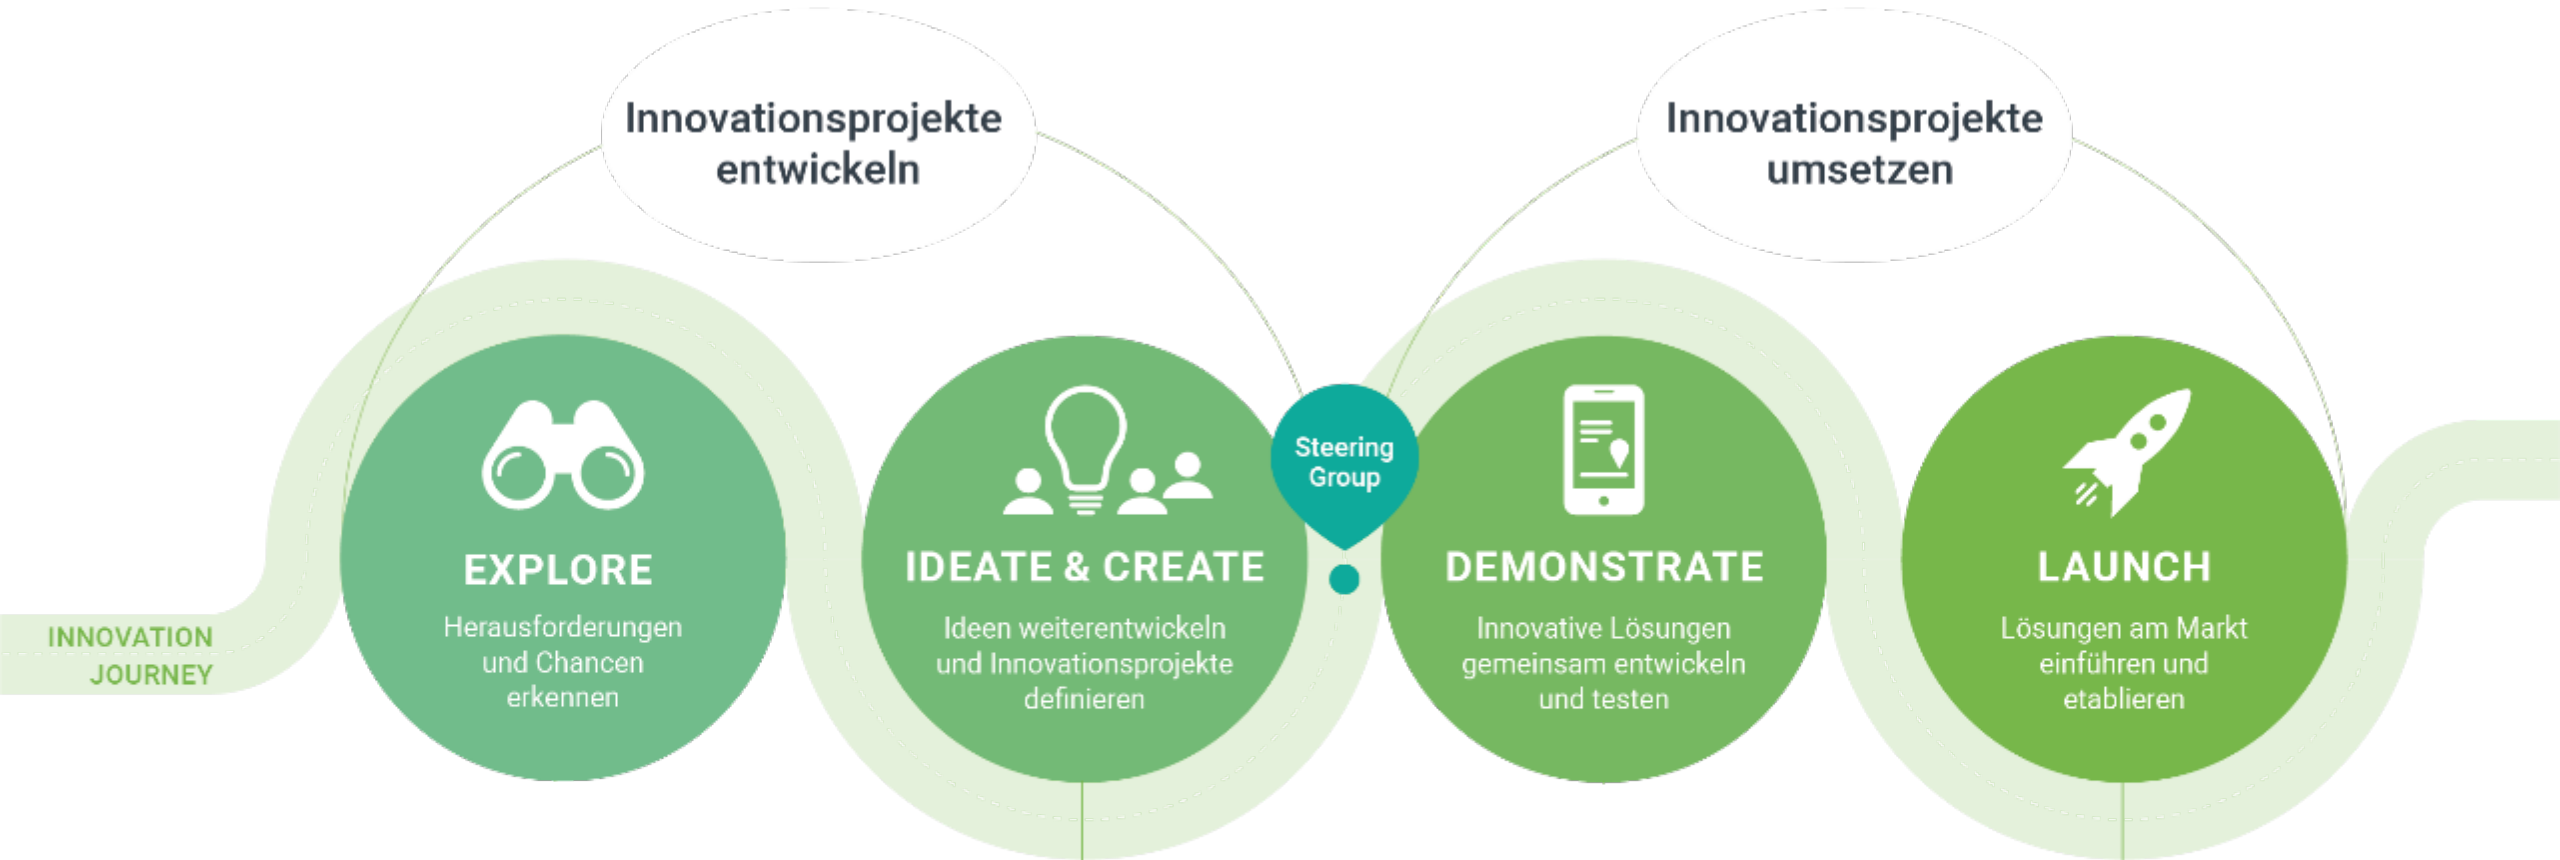 Innovationsprojekte
entwickeln
Innovationsprojekte
umsetzen
INNOVATION
JOURNEY
EXPLORE
Herausforderungen
und Chancen
erkennen
IDEATE & CREATE
Ideen weiterentwickeln
und Innovationsprojekte
definieren
Steering
Group
DEMONSTRATE
Innovative Lösungen
gemeinsam entwickeln
und testen
LAUNCH
Lösungen am Markt
einführen und
etablieren